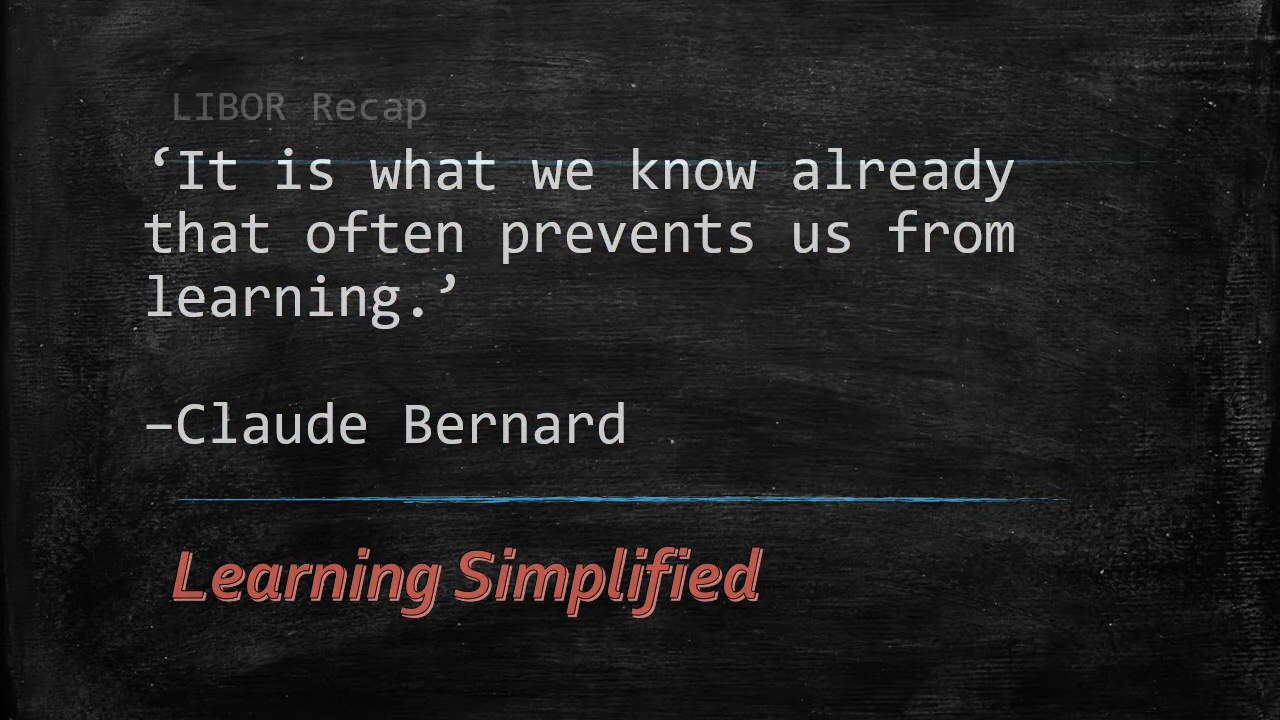 LIBOR Recap
‘It is what we know already
that often prevents us from
learning.’
–Claude Bernard
Learning Simplified